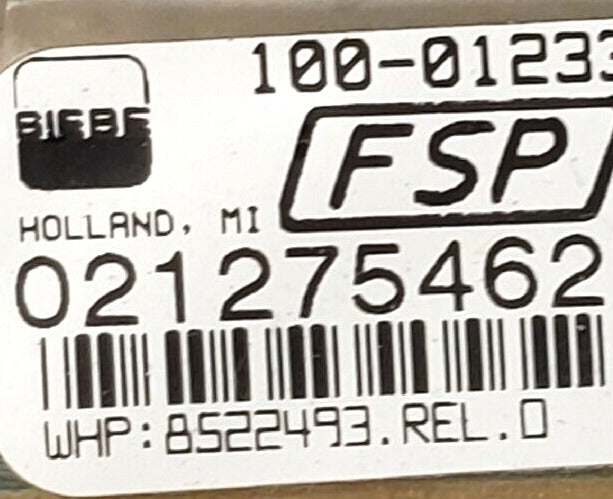 100-01233
BIFBF
FSP
HOLLAND, MI
021275462
WHP:8522493.REL.D